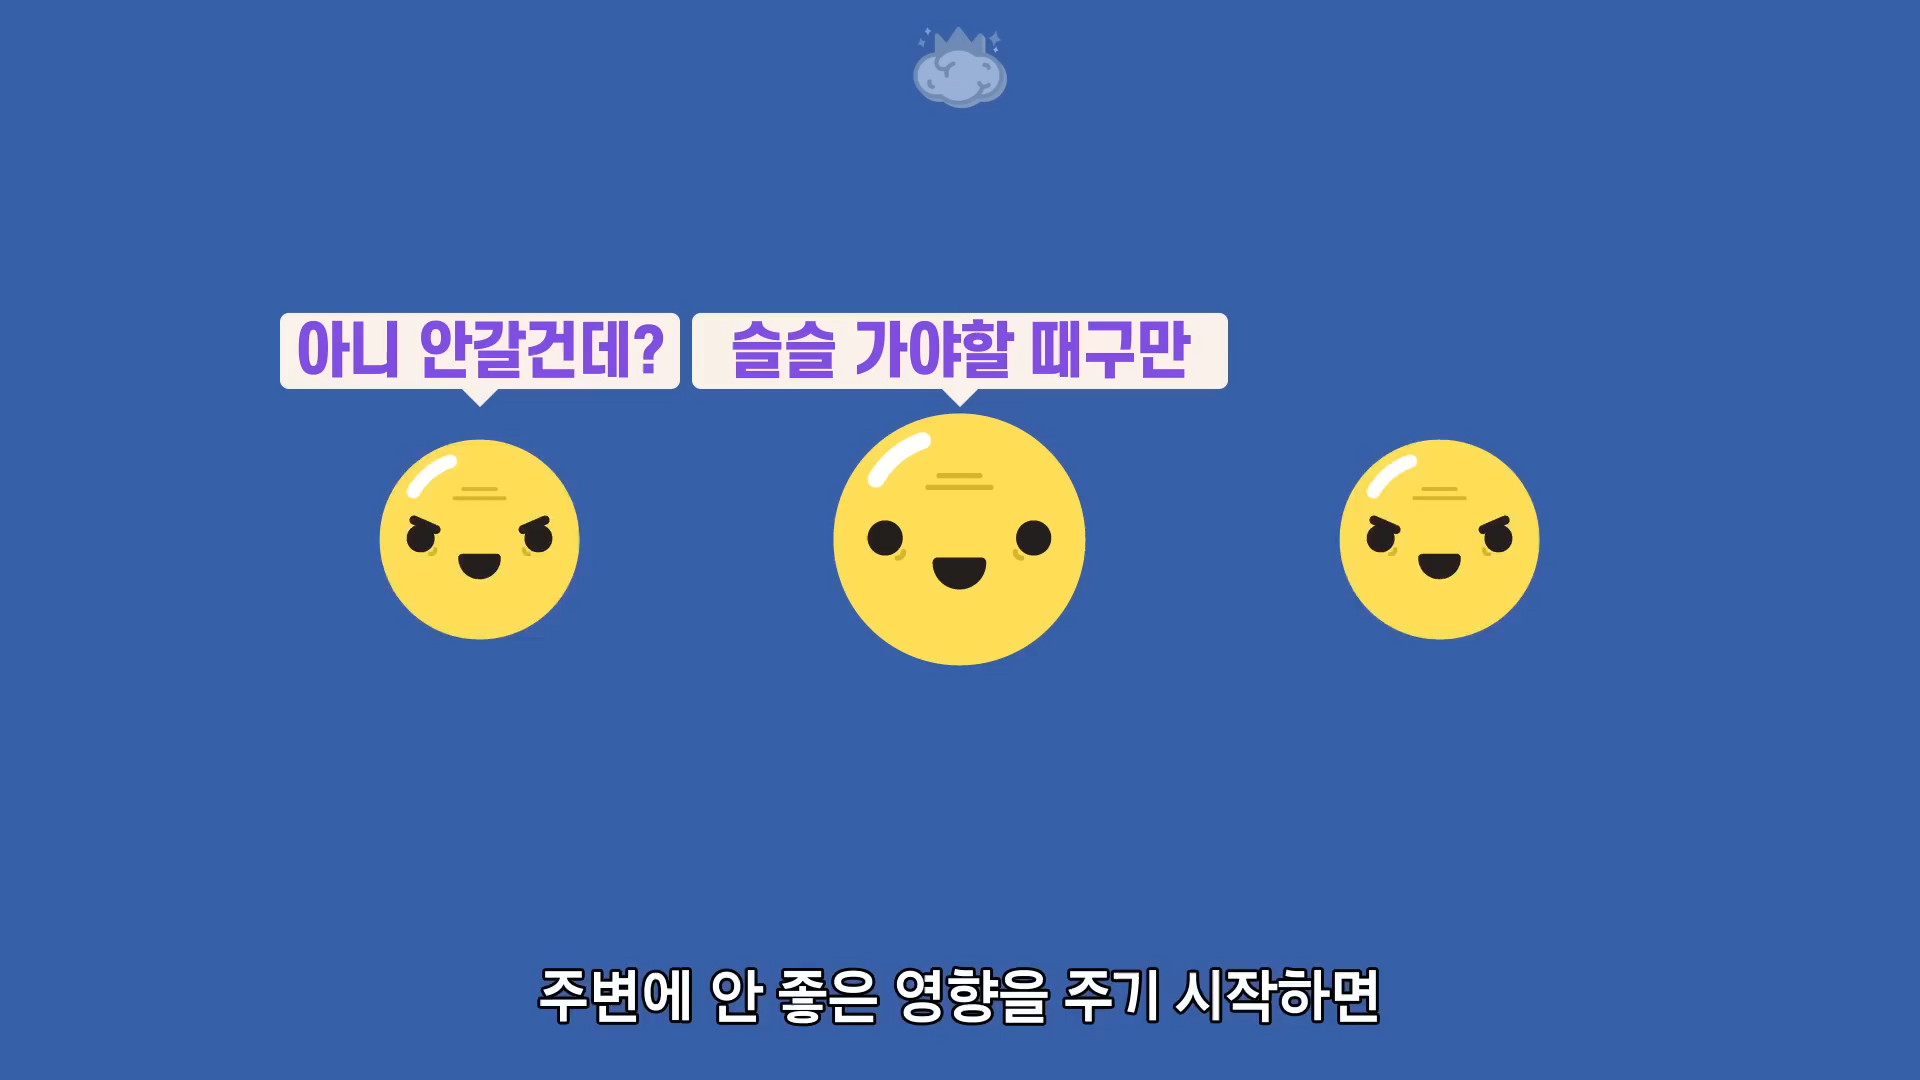 아니 안갈건데?
슬슬 가야할 때구만
주변에 안 좋은 영향을 주기 시작하면